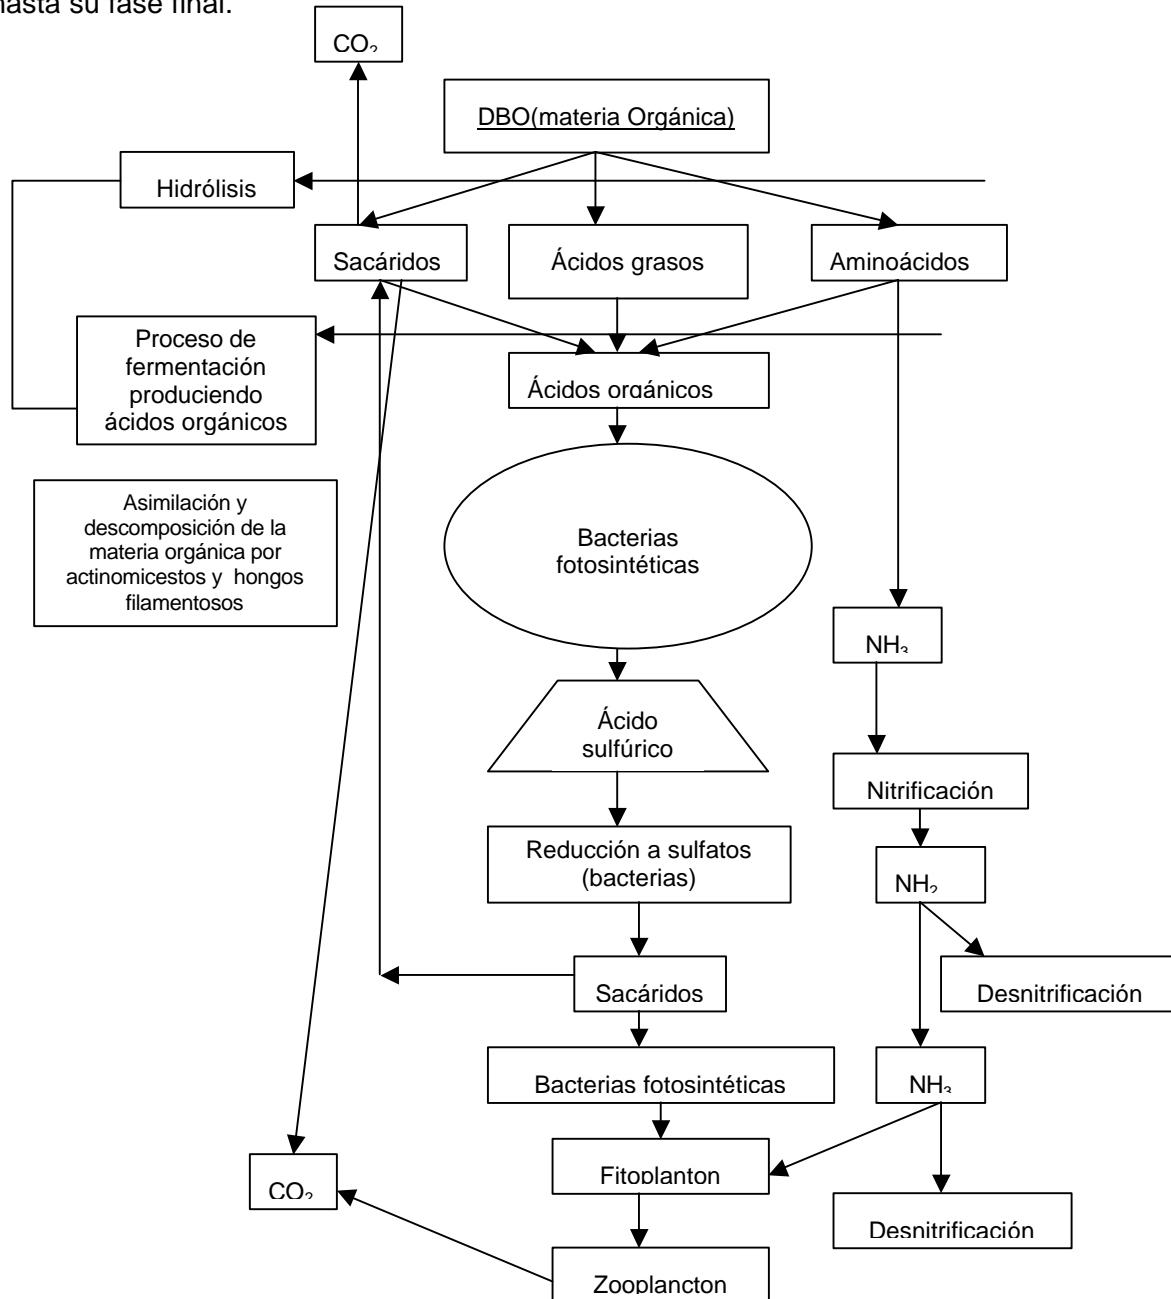 hasta su fase final.
CO₂
DBO(materia Orgánica)
Hidrólisis
Sacáridos
Ácidos grasos
Aminoácidos
Proceso de
fermentación
produciendo
ácidos orgánicos
Ácidos orgánicos
Asimilación y
descomposición de la
materia orgánica por
actinomicestos y hongos
filamentosos
Bacterias
fotosintéticas
NH₃
Ácido
sulfúrico
Nitrificación
Reducción a sulfatos
(bacterias)
NH₂
Sacáridos
Desnitrificación
Bacterias fotosintéticas
NH₃
Fitoplanton
CO₂
Desnitrificación
Zooplancton